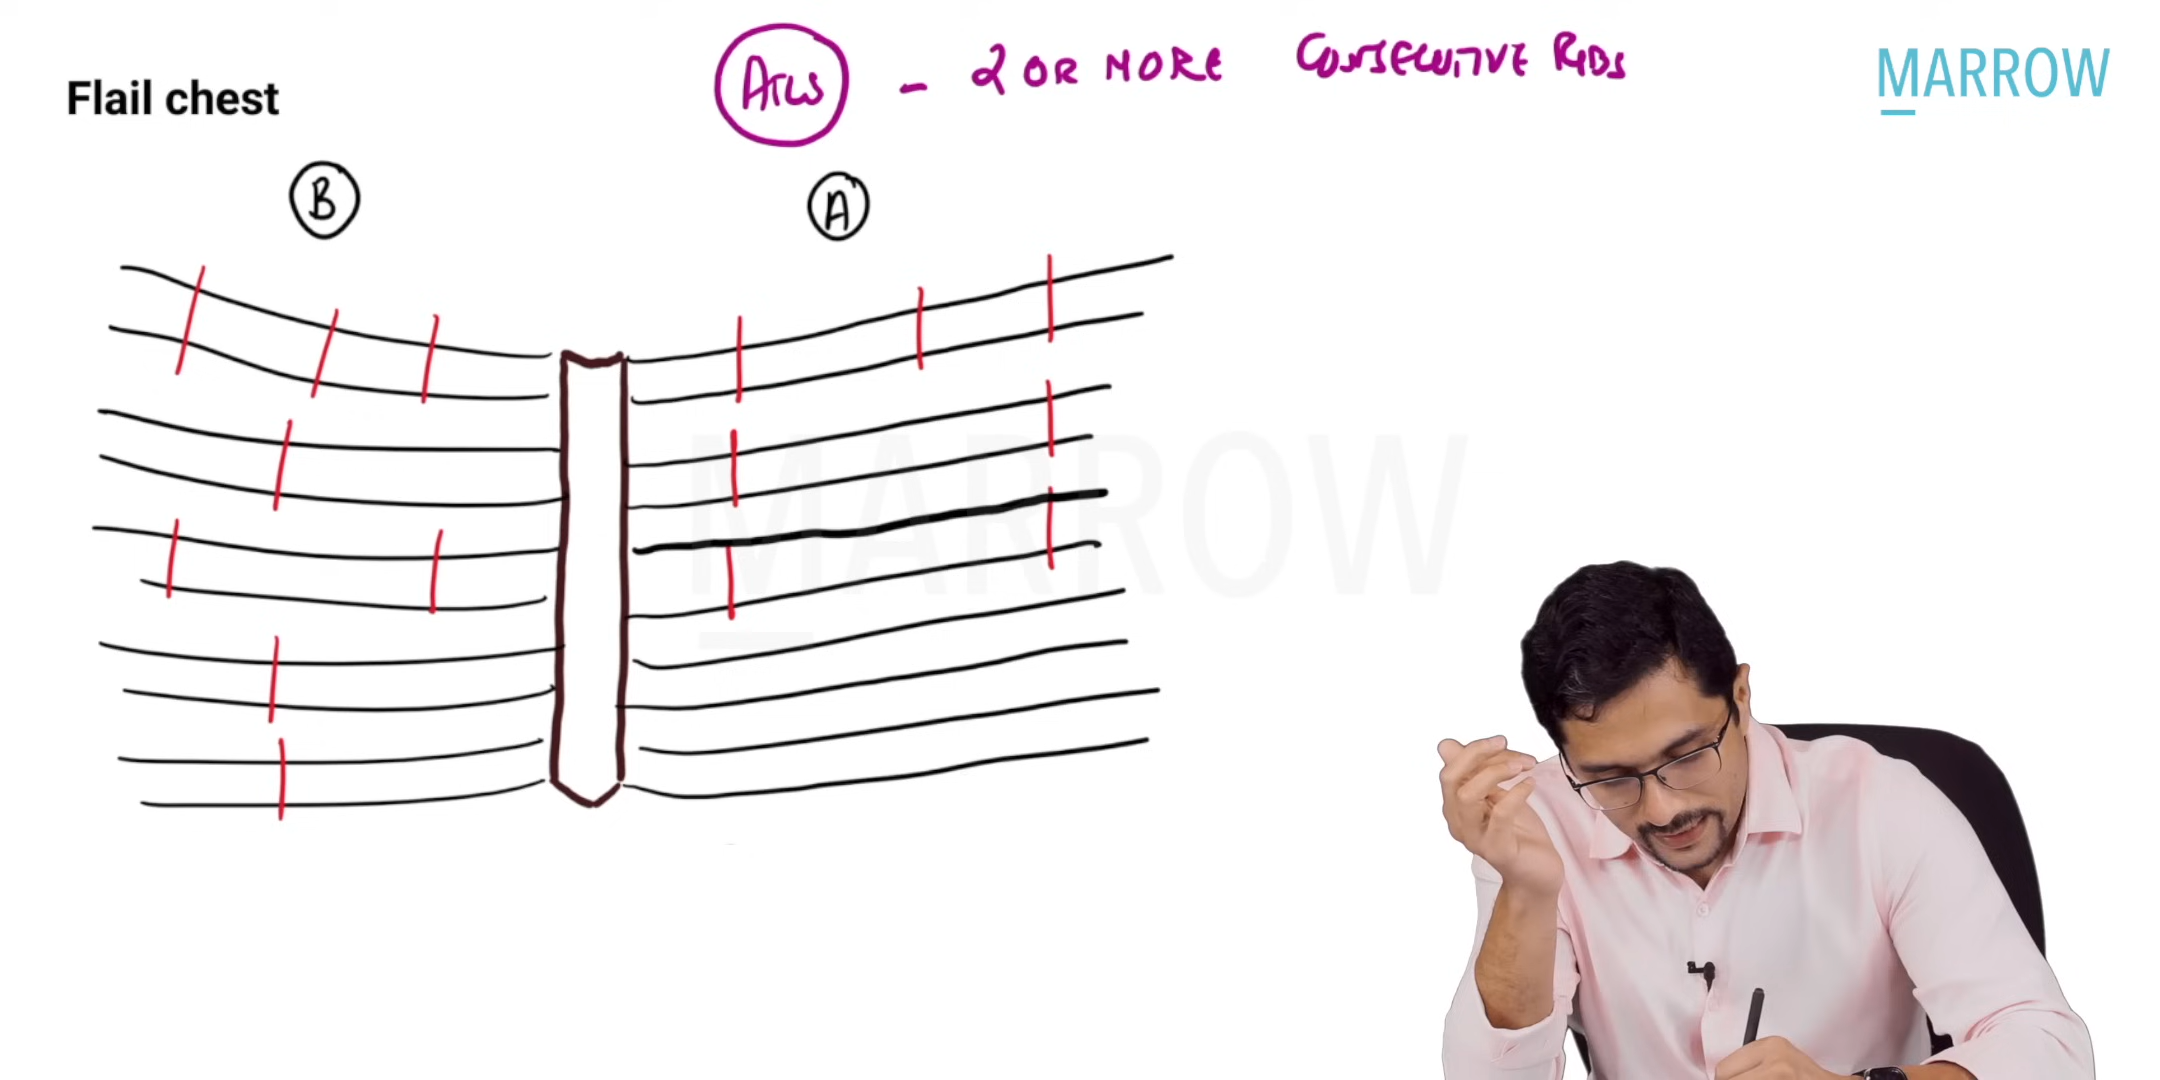 ATLS - 2 OR MORE CONSECUTIVE RIBS
MARROW
Flail chest
B
A
MARROW